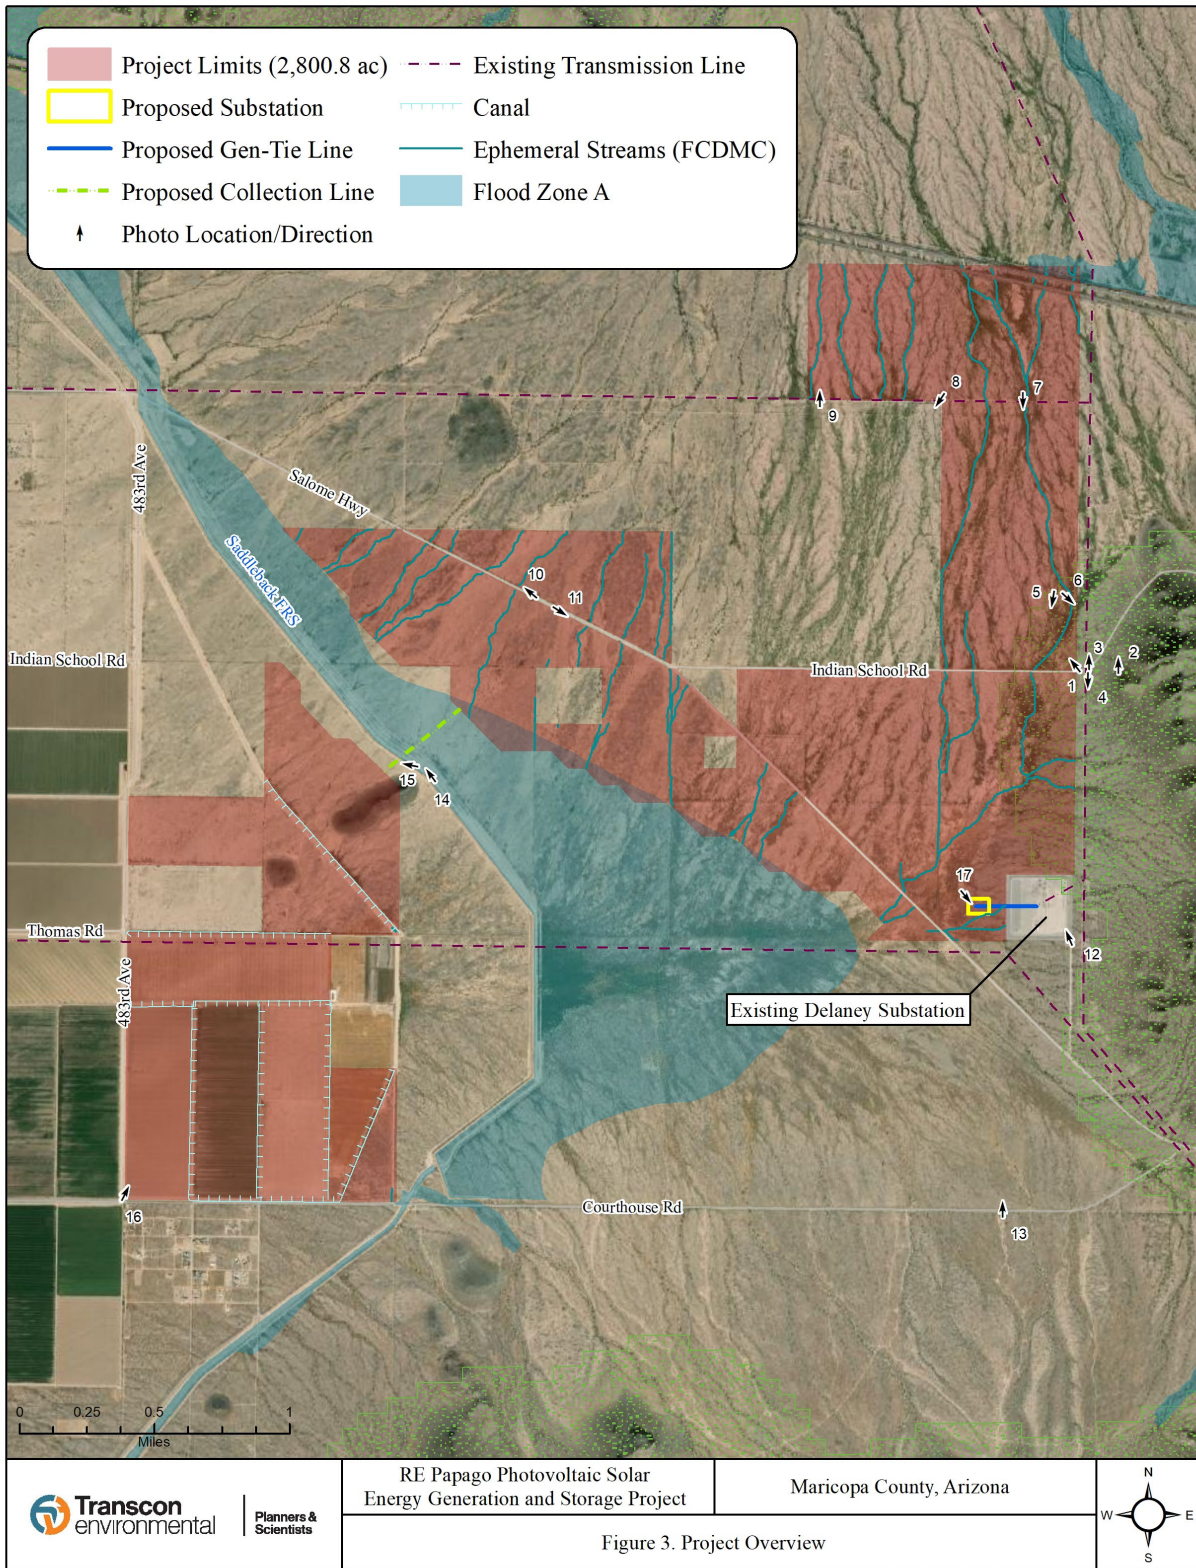 Project Limits (2,800.8 ac)
Proposed Substation
Proposed Gen-Tie Line
Proposed Collection Line
Photo Location/Direction
Existing Transmission Line
Canal
Ephemeral Streams (FCDMC)
Flood Zone A
8
7
9
483rd Ave
Salome Hwy
Saddleback FRS
10
11
5
6
Indian School Rd
Indian School Rd
3
2
1
4
15
14
17
Thomas Rd
12
483rd Ave
Existing Delaney Substation
16
Courthouse Rd
13
0 0.25 0.5 1
Miles
Transcon
environmental
Planners &
Scientists
RE Papago Photovoltaic Solar
Energy Generation and Storage Project
Maricopa County, Arizona
Figure 3. Project Overview
N
W E
S